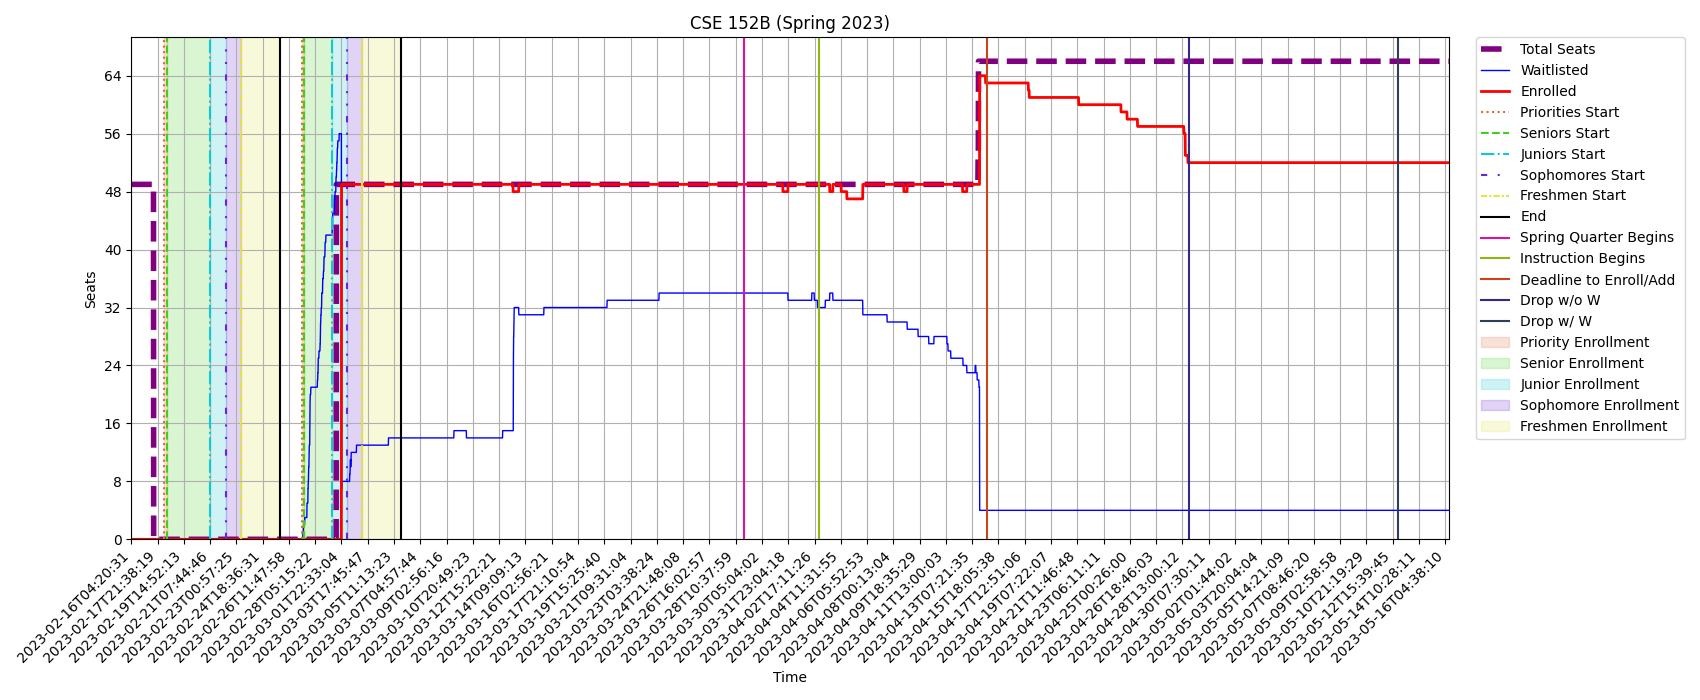 CSE 152B (Spring 2023)
Seats
64
56
48
40
32
24
16
8
0
2023-02-16T04:20:31
2023-02-17T21:38:19
2023-02-19T14:52:13
2023-02-21T07:44:46
2023-02-23T00:57:25
2023-02-24T18:36:31
2023-02-26T11:47:58
2023-02-28T05:15:22
2023-03-01T22:33:04
2023-03-03T17:45:47
2023-03-05T11:13:23
2023-03-07T04:57:44
2023-03-09T02:56:16
2023-03-10T20:49:23
2023-03-12T15:22:21
2023-03-14T09:09:13
2023-03-16T02:56:21
2023-03-17T21:10:54
2023-03-19T15:25:40
2023-03-21T09:31:04
2023-03-23T03:38:24
2023-03-24T21:48:08
2023-03-26T16:02:57
2023-03-28T10:37:59
2023-03-30T05:04:02
2023-03-31T23:04:18
2023-04-02T17:11:26
2023-04-04T11:31:55
2023-04-06T05:52:53
2023-04-08T00:13:04
2023-04-09T18:35:29
2023-04-11T13:00:03
2023-04-13T07:21:35
2023-04-15T18:05:38
2023-04-17T12:51:06
2023-04-19T07:22:07
2023-04-21T11:46:48
2023-04-23T06:11:11
2023-04-25T00:26:00
2023-04-26T18:46:03
2023-04-28T13:00:12
2023-04-30T07:30:11
2023-05-02T01:44:02
2023-05-03T20:04:04
2023-05-05T14:21:09
2023-05-07T08:46:20
2023-05-09T02:58:58
2023-05-10T21:19:29
2023-05-12T15:39:45
2023-05-14T10:28:11
2023-05-16T04:38:10
Time
Total Seats
Waitlisted
Enrolled
Priorities Start
Seniors Start
Juniors Start
Sophomores Start
Freshmen Start
End
Spring Quarter Begins
Instruction Begins
Deadline to Enroll/Add
Drop w/o W
Drop w/ W
Priority Enrollment
Senior Enrollment
Junior Enrollment
Sophomore Enrollment
Freshmen Enrollment